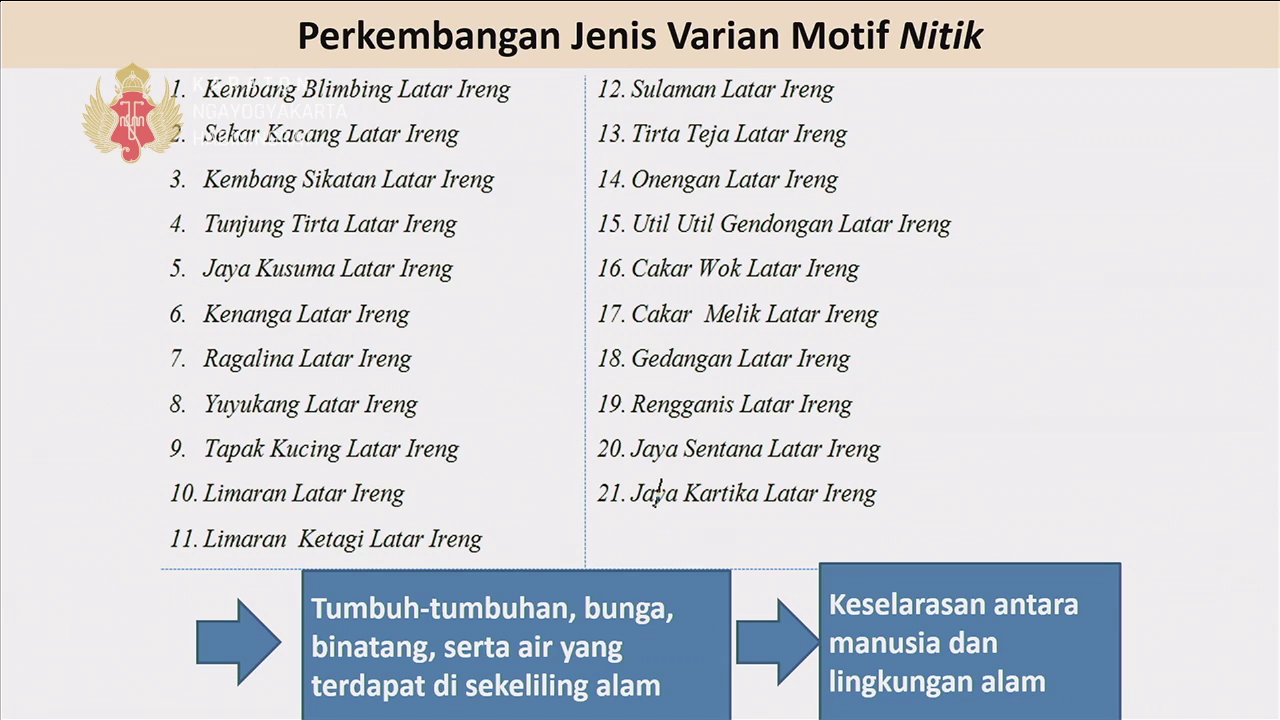 Perkembangan Jenis Varian Motif Nitik
KRATON
NGAYOGYAKARTA
1. Kembang Blimbing Latar Ireng
2. Sekar Kacang Latar Ireng
3. Kembang Sikatan Latar Ireng
4. Tunjung Tirta Latar Ireng
5. Jaya Kusuma Latar Ireng
6. Kenanga Latar Ireng
7. Ragalina Latar Ireng
8. Yuyukang Latar Ireng
9. Tapak Kucing Latar Ireng
10. Limaran Latar Ireng
11. Limaran Ketagi Latar Ireng
12. Sulaman Latar Ireng
13. Tirta Teja Latar Ireng
14. Onengan Latar Ireng
15. Util Util Gendongan Latar Ireng
16. Cakar Wok Latar Ireng
17. Cakar Melik Latar Ireng
18. Gedangan Latar Ireng
19. Rengganis Latar Ireng
20. Jaya Sentana Latar Ireng
21. Jaya Kartika Latar Ireng
Tumbuh-tumbuhan, bunga,
binatang, serta air yang
terdapat di sekeliling alam
Keselarasan antara
manusia dan
lingkungan alam